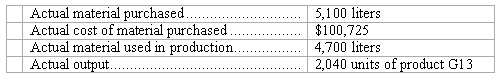 Actual material purchased............................ 5,100 liters
Actual cost of material purchased.................. $100,725
Actual material used in production................. 4,700 liters
Actual output............................................... 2,040 units of product G13